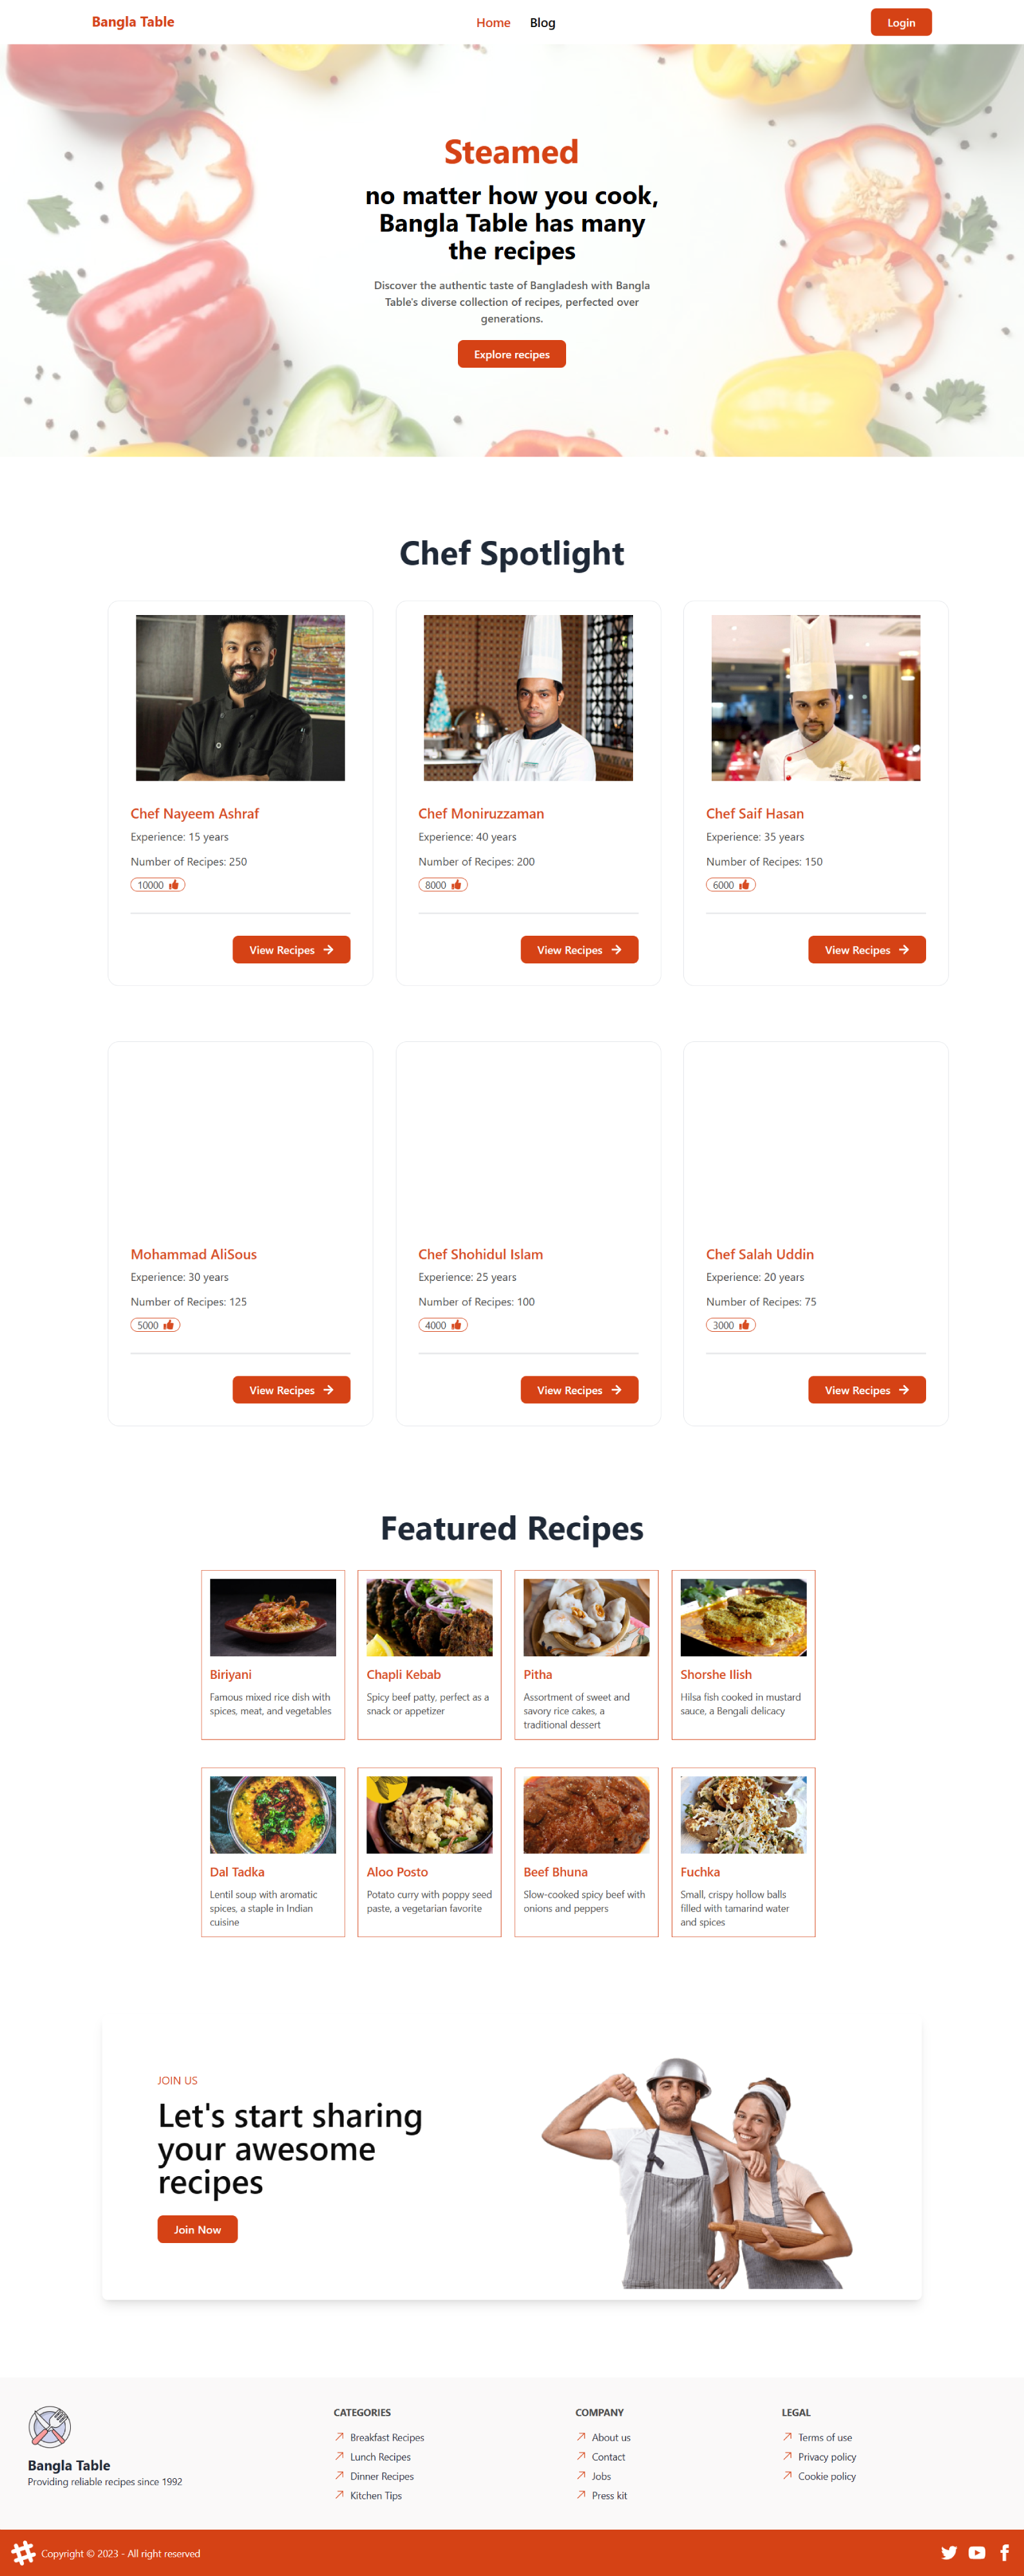 Bangla Table
Home
Blog
Login
Steamed
no matter how you cook,
Bangla Table has many
the recipes
Discover the authentic taste of Bangladesh with Bangla
Table's diverse collection of recipes, perfected over
generations.
Explore recipes
Chef Spotlight
Chef Nayeem Ashraf
Experience: 15 years
Number of Recipes: 250
10000
View Recipes
Chef Moniruzzaman
Experience: 40 years
Number of Recipes: 200
8000
View Recipes
Chef Saif Hasan
Experience: 35 years
Number of Recipes: 150
6000
View Recipes
Mohammad AliSous
Experience: 30 years
Number of Recipes: 125
5000
View Recipes
Chef Shohidul Islam
Experience: 25 years
Number of Recipes: 100
4000
View Recipes
Chef Salah Uddin
Experience: 20 years
Number of Recipes: 75
3000
View Recipes
Featured Recipes
Biriyani
Famous mixed rice dish with
spices, meat, and vegetables
Chapli Kebab
Spicy beef patty, perfect as a
snack or appetizer
Pitha
Assortment of sweet and
savory rice cakes, a
traditional dessert
Shorshe Ilish
Hilsa fish cooked in mustard
sauce, a Bengali delicacy
Dal Tadka
Lentil soup with aromatic
spices, a staple in Indian
cuisine
Aloo Posto
Potato curry with poppy seed
paste, a vegetarian favorite
Beef Bhuna
Slow-cooked spicy beef with
onions and peppers
Fuchka
Small, crispy hollow balls
filled with tamarind water
and spices
JOIN US
Let's start sharing
your awesome
recipes
Join Now
Bangla Table
Providing reliable recipes since 1992
CATEGORIES
Breakfast Recipes
Lunch Recipes
Dinner Recipes
Kitchen Tips
COMPANY
About us
Contact
Jobs
Press kit
LEGAL
Terms of use
Privacy policy
Cookie policy
Copyright © 2023 - All right reserved